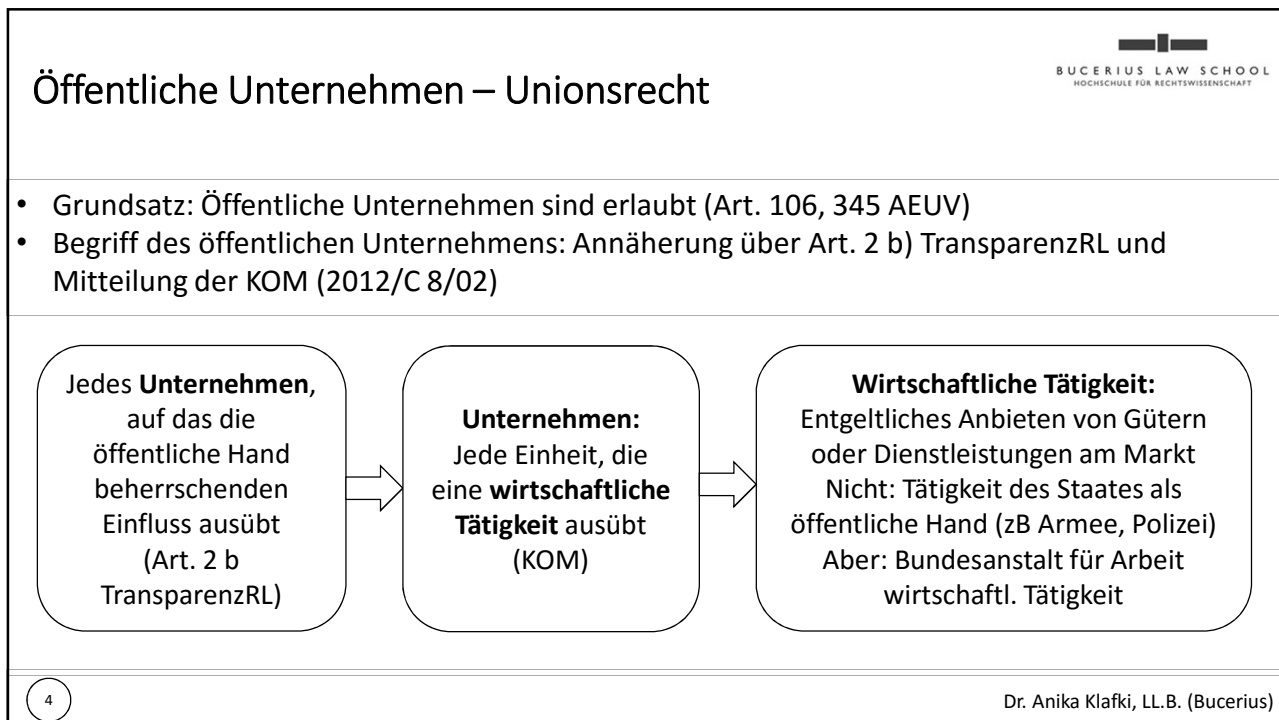 BUCERIUS LAW SCHOOL
HOCHSCHULE FÜR RECHTSWISSENSCHAFT
Öffentliche Unternehmen – Unionsrecht
• Grundsatz: Öffentliche Unternehmen sind erlaubt (Art. 106, 345 AEUV)
• Begriff des öffentlichen Unternehmens: Annäherung über Art. 2 b) TransparenzRL und
Mitteilung der KOM (2012/C 8/02)
Jedes Unternehmen,
auf das die
öffentliche Hand
beherrschenden
Einfluss ausübt
(Art. 2 b
TransparenzRL)
Unternehmen:
Jede Einheit, die
eine wirtschaftliche
Tätigkeit ausübt
(KOM)
Wirtschaftliche Tätigkeit:
Entgeltliches Anbieten von Gütern
oder Dienstleistungen am Markt
Nicht: Tätigkeit des Staates als
öffentliche Hand (zB Armee, Polizei)
Aber: Bundesanstalt für Arbeit
wirtschaftl. Tätigkeit
4
Dr. Anika Klafki, LL.B. (Bucerius)